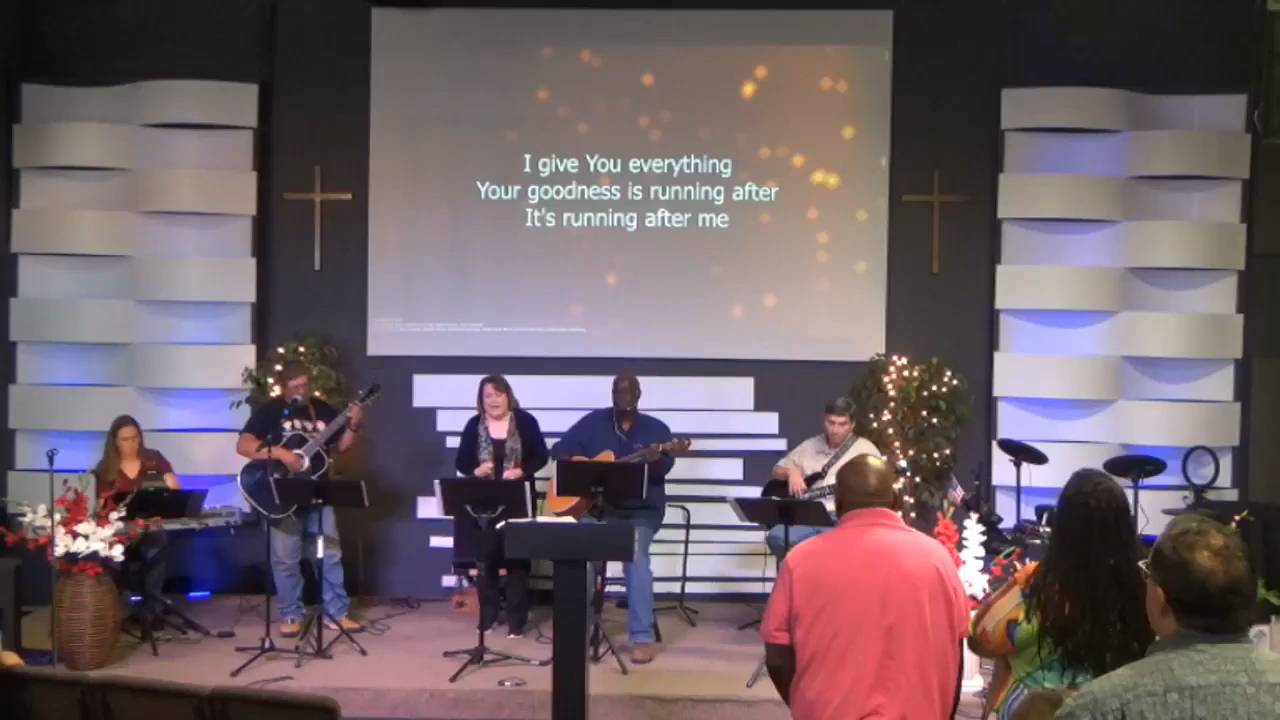 I give You everything
Your goodness is running after
It's running after me